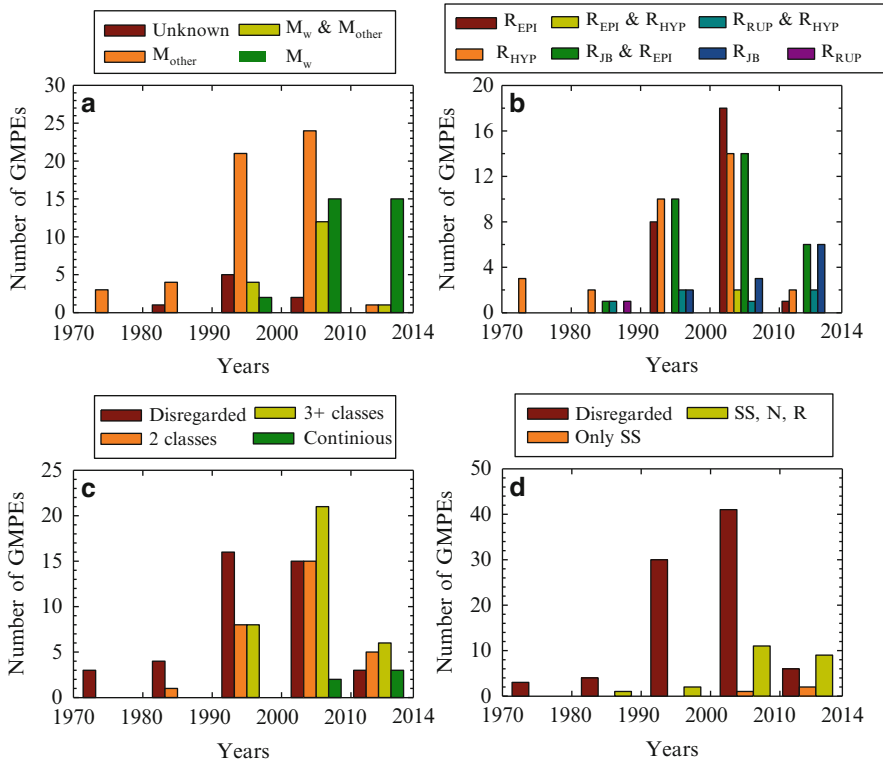 Unknown M_w & M_other
M_other M_w
a
30
25
20
15
10
5
0
Number of GMPEs
1970 1980 1990 2000 2010 2014
Years
R_EPI R_EPI & R_HYP R_RUP & R_HYP
R_HYP R_JB & R_EPI R_JB R_RUP
b
18
16
12
8
4
2
Number of GMPEs
1970 1980 1990 2000 2010 2014
Years
Disregarded 3+ classes
2 classes Continious
c
25
20
15
10
5
0
Number of GMPEs
1970 1980 1990 2000 2010 2014
Years
Disregarded SS, N, R
Only SS
d
50
40
30
20
10
0
Number of GMPEs
1970 1980 1990 2000 2010 2014
Years